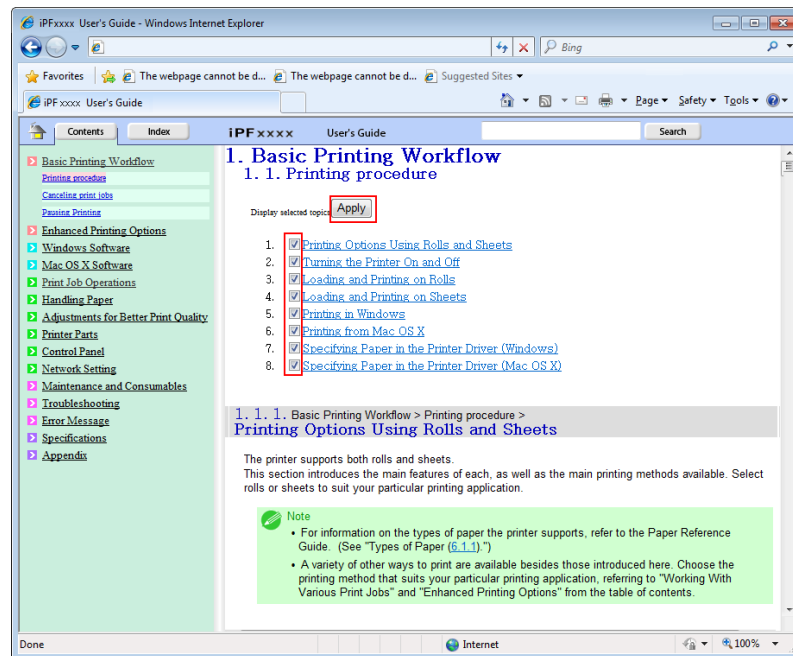 iPFxxxx User's Guide - Windows Internet Explorer
Bing
Favorites The webpage cannot be d... The webpage cannot be d... Suggested Sites
iPF xxxx User's Guide Page Safety Tools
Contents Index iPFxxxx User's Guide Search
Basic Printing Workflow
Printing procedure
Canceling print jobs
Pausing Printing
Enhanced Printing Options
Windows Software
Mac OS X Software
Print Job Operations
Handling Paper
Adjustments for Better Print Quality
Printer Parts
Control Panel
Network Setting
Maintenance and Consumables
Troubleshooting
Error Message
Specifications
Appendix
1. Basic Printing Workflow
1. 1. Printing procedure
Display selected topics Apply
1. Printing Options Using Rolls and Sheets
2. Turning the Printer On and Off
3. Loading and Printing on Rolls
4. Loading and Printing on Sheets
5. Printing in Windows
6. Printing from Mac OS X
7. Specifying Paper in the Printer Driver (Windows)
8. Specifying Paper in the Printer Driver (Mac OS X)
1. 1. 1. Basic Printing Workflow > Printing procedure >
Printing Options Using Rolls and Sheets
The printer supports both rolls and sheets.
This section introduces the main features of each, as well as the main printing methods available. Select
rolls or sheets to suit your particular printing application.
Note
• For information on the types of paper the printer supports, refer to the Paper Reference
Guide. (See "Types of Paper (6.1.1).")
• A variety of other ways to print are available besides those introduced here. Choose the
printing method that suits your particular printing application, referring to "Working With
Various Print Jobs" and "Enhanced Printing Options" from the table of contents.
Done Internet 100%